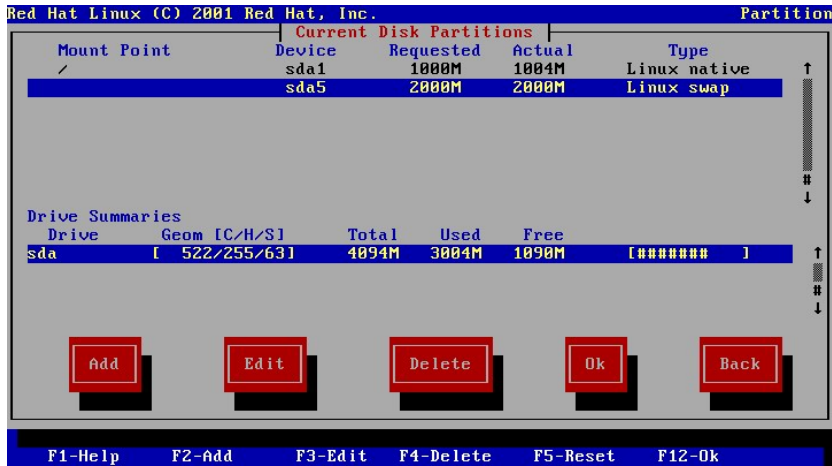 Red Hat Linux (C) 2001 Red Hat, Inc. Partition
Current Disk Partitions
Mount Point Device Requested Actual Type
/ sda1 1000M 1004M Linux native ↑
sda5 2000M 2000M Linux swap
#
↓
Drive Summaries
Drive Geom [C/H/S] Total Used Free
sda [ 522/255/63] 4094M 3004M 1090M [####### ] ↑
#
↓
Add Edit Delete Ok Back
F1-Help F2-Add F3-Edit F4-Delete F5-Reset F12-Ok